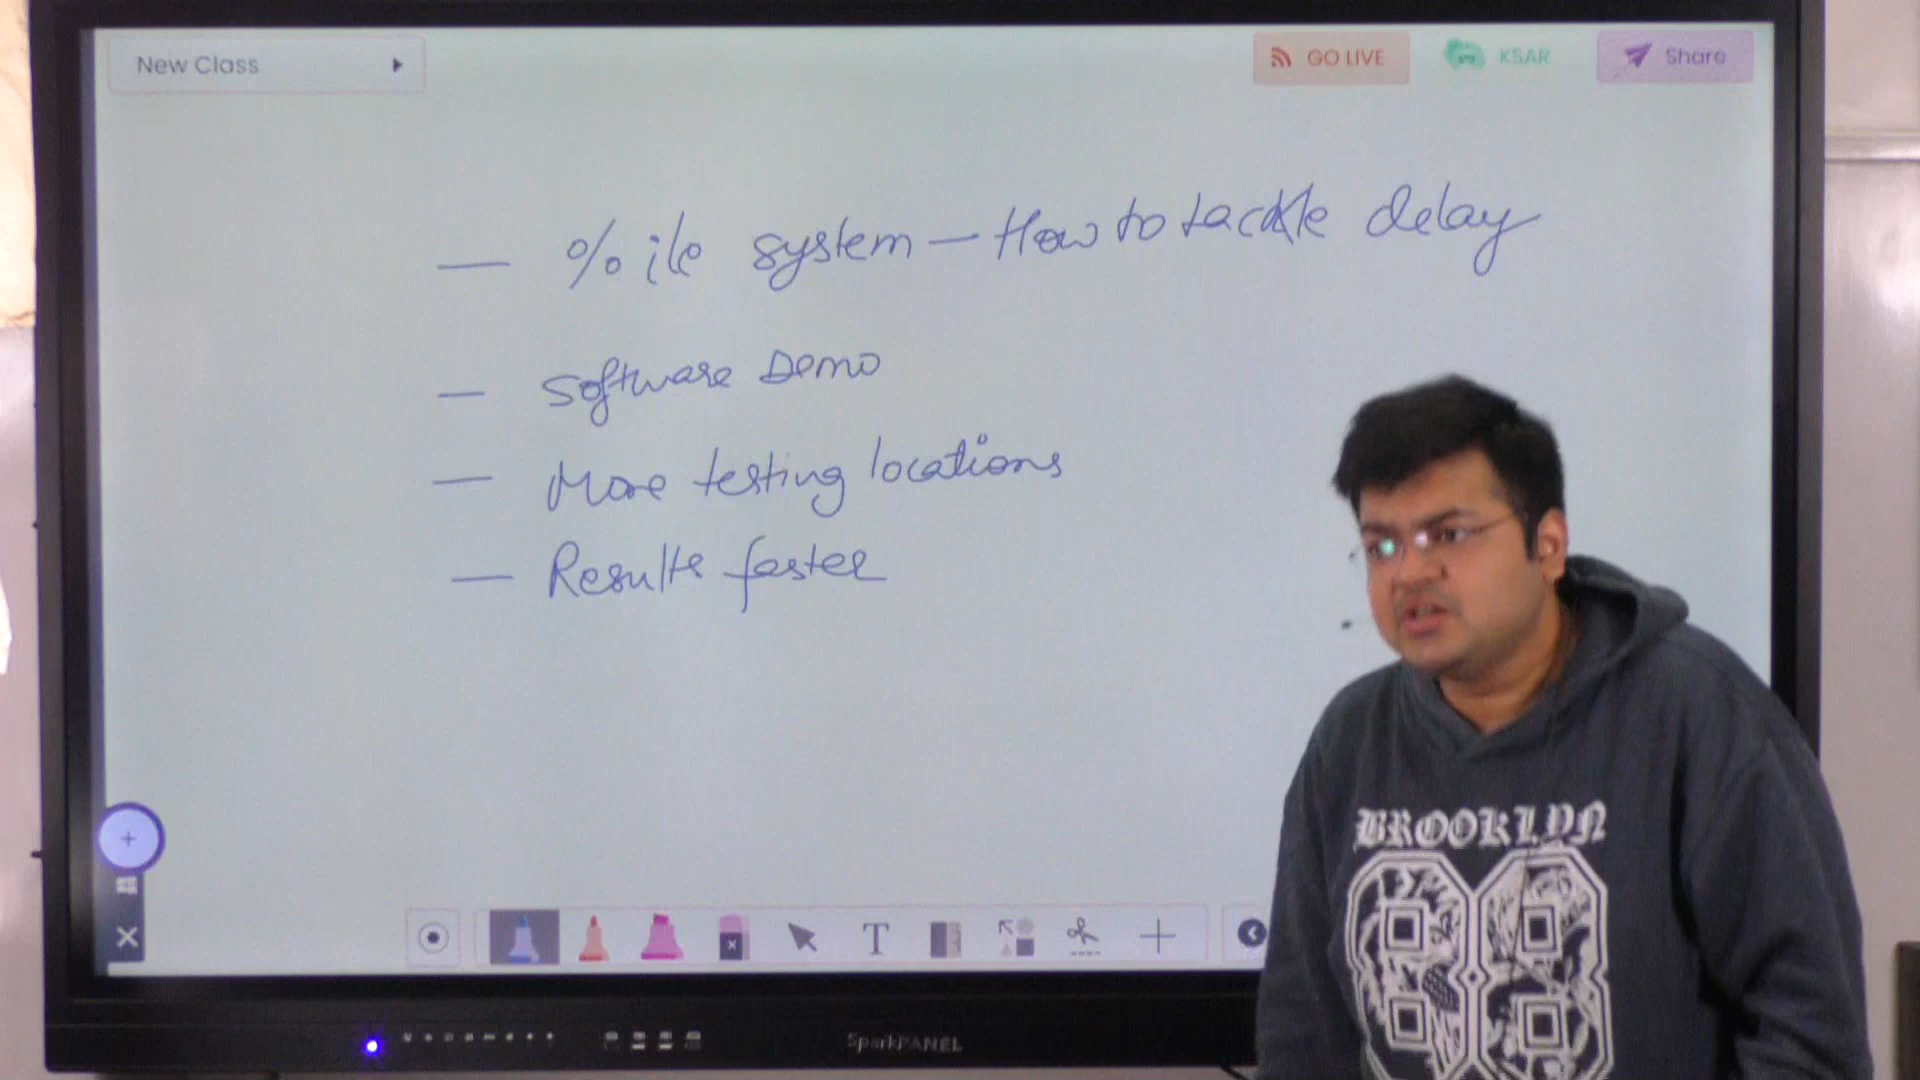 New Class
GO LIVE
KSAR
Share
— %ile system — How to tackle delay
— Software Demo
— More testing locations
— Results faster
T
SparkPANEL
BROOKLYN
88